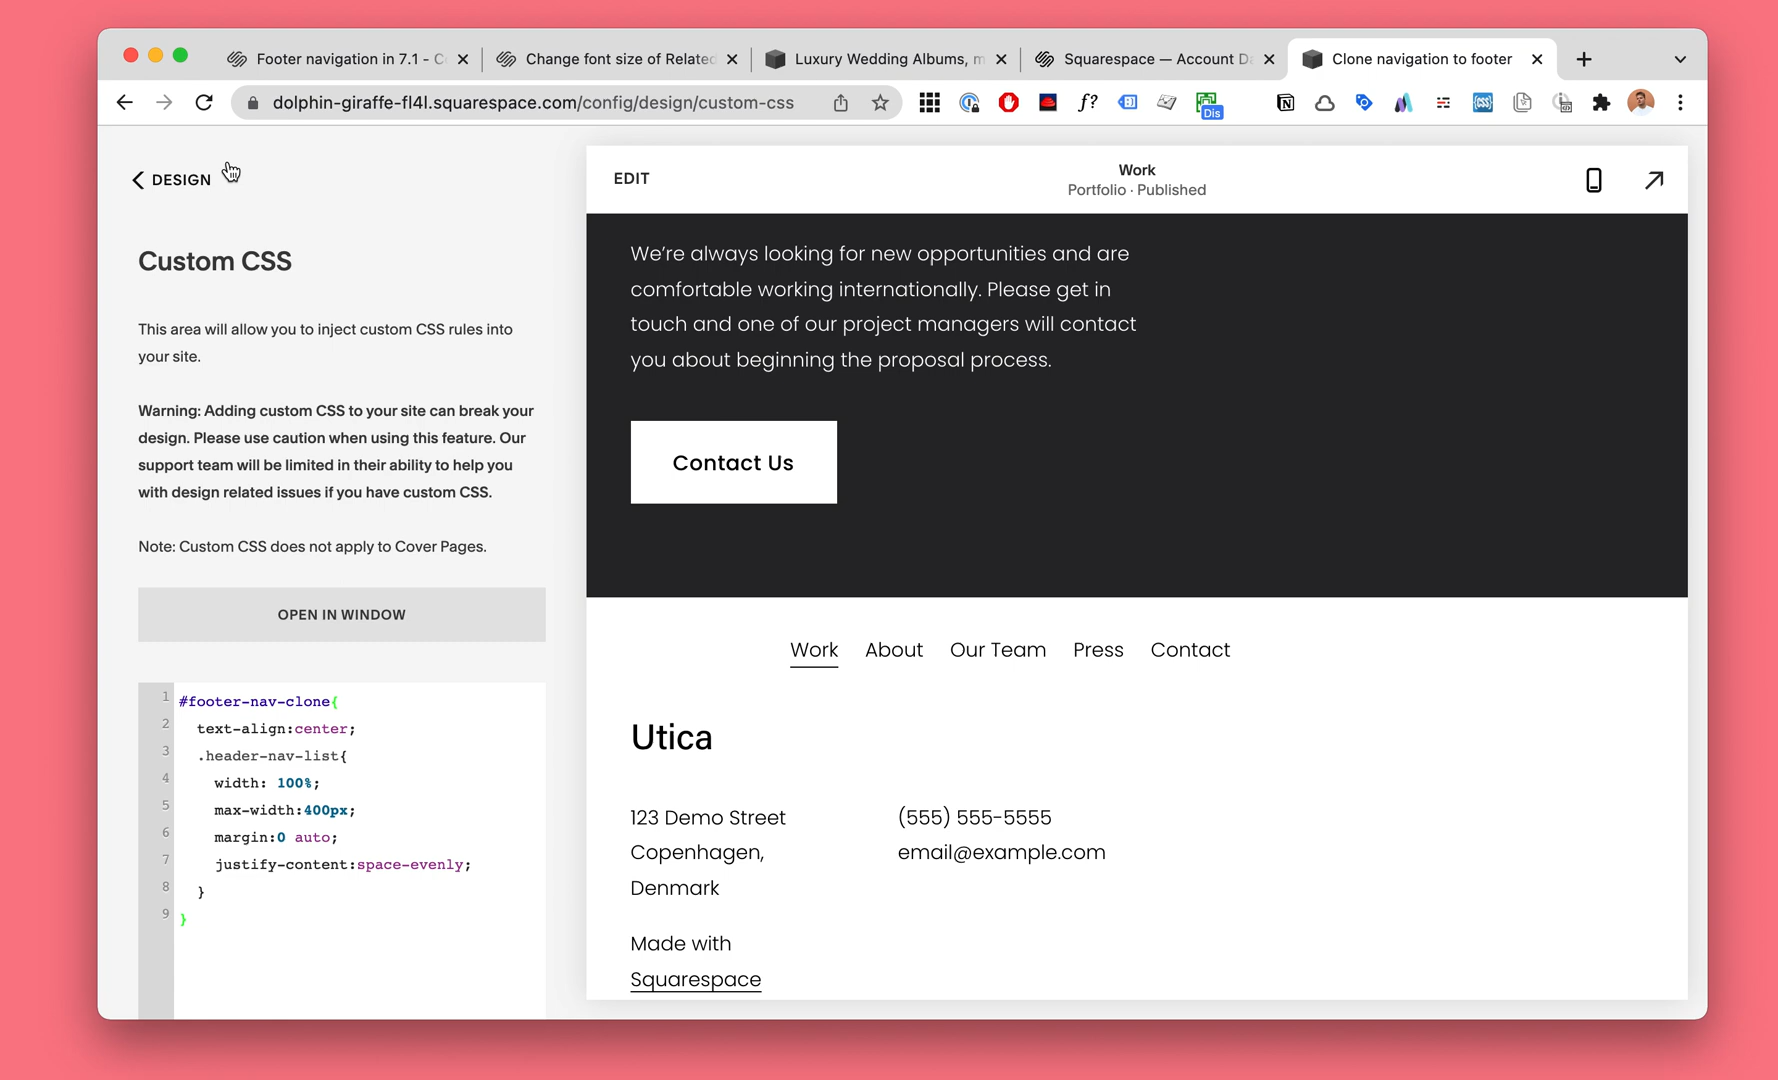 Footer navigation in 7.1 - C
Change font size of Related
Luxury Wedding Albums, m
Squarespace — Account Da
Clone navigation to footer
dolphin-giraffe-fl4l.squarespace.com/config/design/custom-css
f?
Dis
CSS
DESIGN
Custom CSS
This area will allow you to inject custom CSS rules into
your site.
Warning: Adding custom CSS to your site can break your
design. Please use caution when using this feature. Our
support team will be limited in their ability to help you
with design related issues if you have custom CSS.
Note: Custom CSS does not apply to Cover Pages.
OPEN IN WINDOW
1 #footer-nav-clone{
2 text-align:center;
3 .header-nav-list{
4 width: 100%;
5 max-width:400px;
6 margin:0 auto;
7 justify-content:space-evenly;
8 }
9 }
EDIT
Work
Portfolio · Published
We’re always looking for new opportunities and are
comfortable working internationally. Please get in
touch and one of our project managers will contact
you about beginning the proposal process.
Contact Us
Work About Our Team Press Contact
Utica
123 Demo Street
Copenhagen,
Denmark
(555) 555-5555
email@example.com
Made with
Squarespace